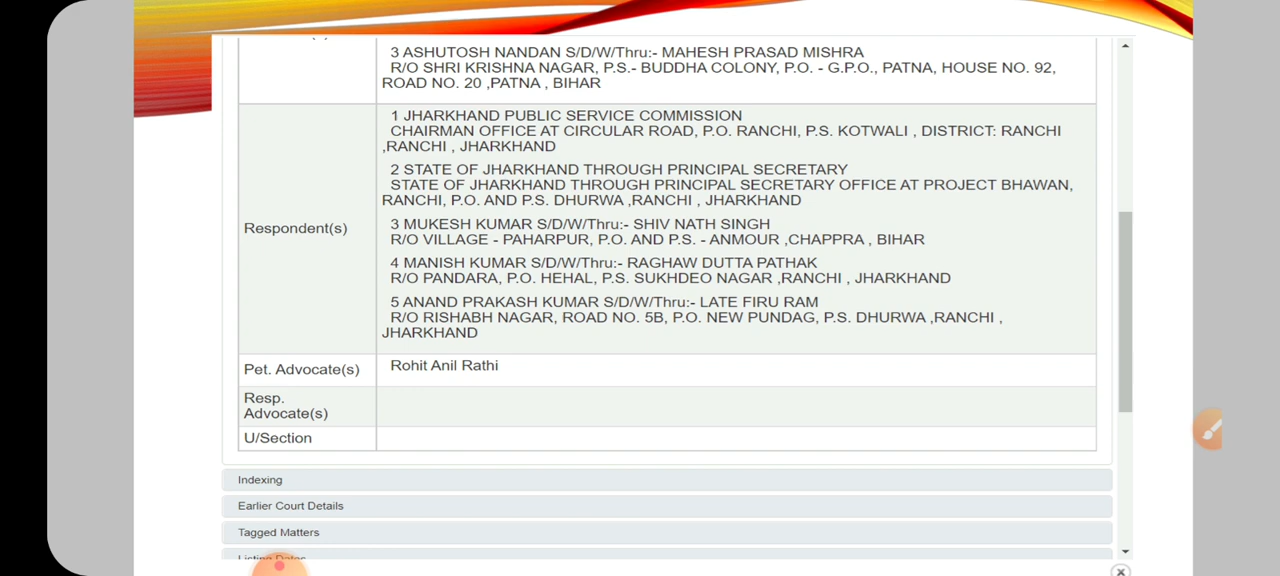 3 ASHUTOSH NANDAN S/D/W/Thru:- MAHESH PRASAD MISHRA
R/O SHRI KRISHNA NAGAR, P.S.- BUDDHA COLONY, P.O. - G.P.O., PATNA, HOUSE NO. 92,
ROAD NO. 20 ,PATNA , BIHAR
Respondent(s)
1 JHARKHAND PUBLIC SERVICE COMMISSION
CHAIRMAN OFFICE AT CIRCULAR ROAD, P.O. RANCHI, P.S. KOTWALI , DISTRICT: RANCHI
,RANCHI , JHARKHAND
2 STATE OF JHARKHAND THROUGH PRINCIPAL SECRETARY
STATE OF JHARKHAND THROUGH PRINCIPAL SECRETARY OFFICE AT PROJECT BHAWAN,
RANCHI, P.O. AND P.S. DHURWA ,RANCHI , JHARKHAND
3 MUKESH KUMAR S/D/W/Thru:- SHIV NATH SINGH
R/O VILLAGE - PAHARPUR, P.O. AND P.S. - ANMOUR ,CHAPPRA , BIHAR
4 MANISH KUMAR S/D/W/Thru:- RAGHAW DUTTA PATHAK
R/O PANDARA, P.O. HEHAL, P.S. SUKHDEO NAGAR ,RANCHI , JHARKHAND
5 ANAND PRAKASH KUMAR S/D/W/Thru:- LATE FIRU RAM
R/O RISHABH NAGAR, ROAD NO. 5B, P.O. NEW PUNDAG, P.S. DHURWA ,RANCHI ,
JHARKHAND
Pet. Advocate(s)
Rohit Anil Rathi
Resp.
Advocate(s)
U/Section
Indexing
Earlier Court Details
Tagged Matters
Listing Dates